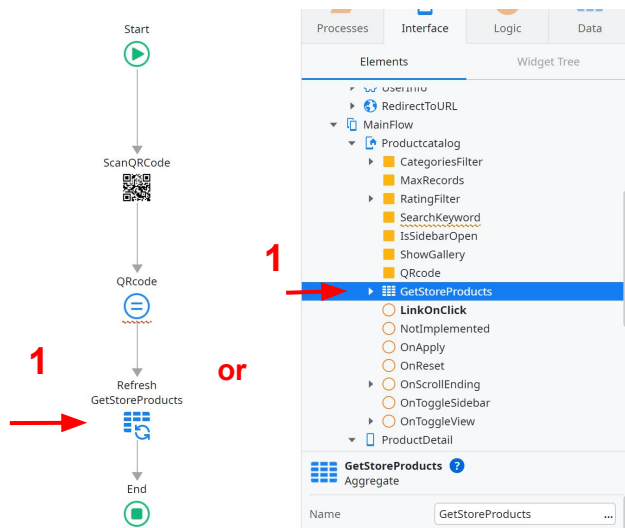 Start
ScanQRCode
QRcode
1
or
Refresh
GetStoreProducts
End
Processes
Interface
Logic
Data
Elements
Widget Tree
UserInfo
RedirectToURL
MainFlow
Productcatalog
CategoriesFilter
MaxRecords
RatingFilter
SearchKeyword
IsSidebarOpen
ShowGallery
1
QRcode
GetStoreProducts
LinkOnClick
NotImplemented
OnApply
OnReset
OnScrollEnding
OnToggleSidebar
OnToggleView
ProductDetail
GetStoreProducts ?
Aggregate
Name
GetStoreProducts ...